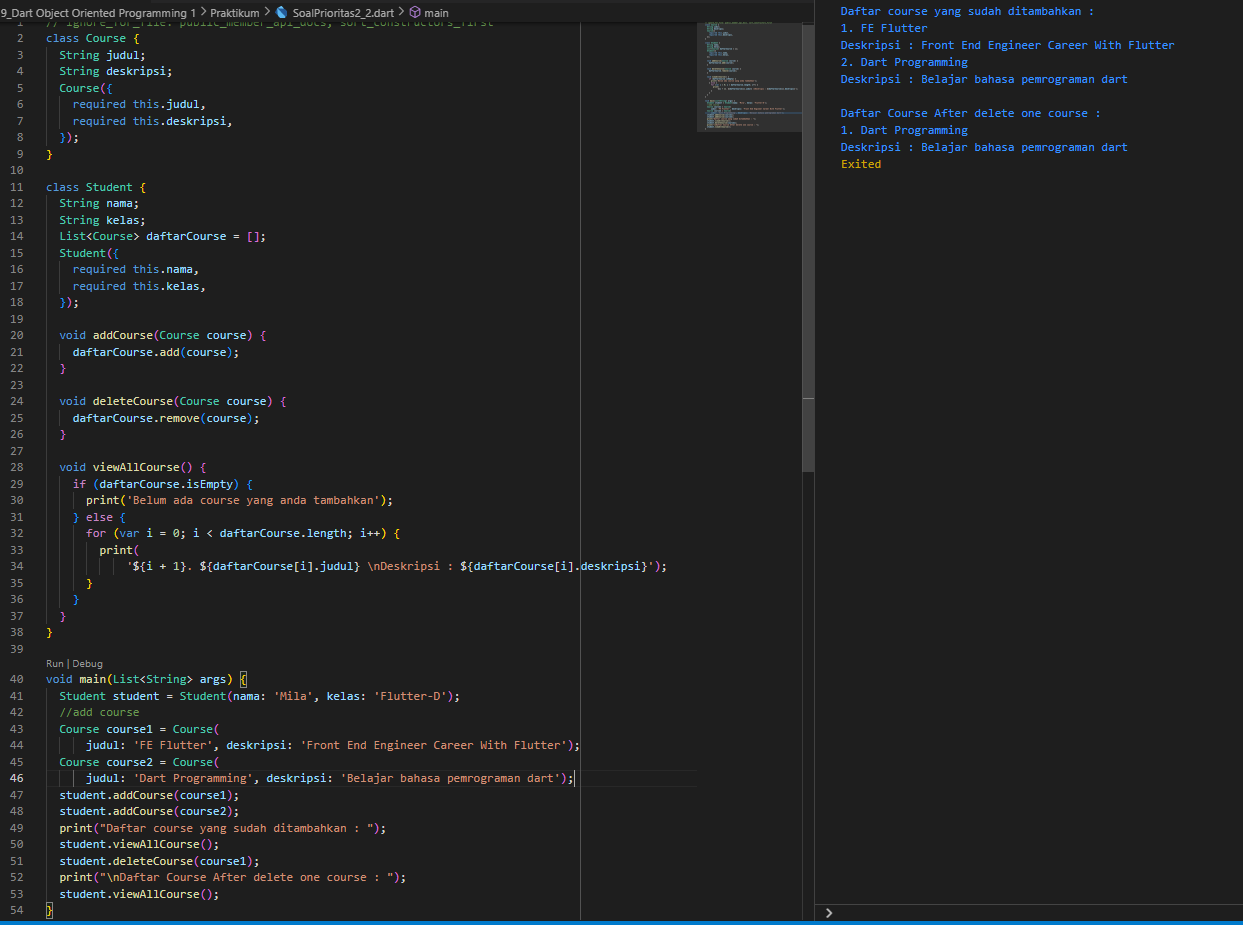 9_Dart Object Oriented Programming 1 > Praktikum > SoalPrioritas2_2.dart > main
1 // ignore_for_file: public_member_api_docs, sort_constructors_first
2 class Course {
3 String judul;
4 String deskripsi;
5 Course({
6 required this.judul,
7 required this.deskripsi,
8 });
9 }
10
11 class Student {
12 String nama;
13 String kelas;
14 List<Course> daftarCourse = [];
15 Student({
16 required this.nama,
17 required this.kelas,
18 });
19
20 void addCourse(Course course) {
21 daftarCourse.add(course);
22 }
23
24 void deleteCourse(Course course) {
25 daftarCourse.remove(course);
26 }
27
28 void viewAllCourse() {
29 if (daftarCourse.isEmpty) {
30 print('Belum ada course yang anda tambahkan');
31 } else {
32 for (var i = 0; i < daftarCourse.length; i++) {
33 print(
34 '${i + 1}. ${daftarCourse[i].judul} \nDeskripsi : ${daftarCourse[i].deskripsi}');
35 }
36 }
37 }
38 }
39
Run | Debug
40 void main(List<String> args) {
41 Student student = Student(nama: 'Mila', kelas: 'Flutter-D');
42 //add course
43 Course course1 = Course(
44 judul: 'FE Flutter', deskripsi: 'Front End Engineer Career With Flutter');
45 Course course2 = Course(
46 judul: 'Dart Programming', deskripsi: 'Belajar bahasa pemrograman dart');
47 student.addCourse(course1);
48 student.addCourse(course2);
49 print("Daftar course yang sudah ditambahkan : ");
50 student.viewAllCourse();
51 student.deleteCourse(course1);
52 print("\nDaftar Course After delete one course : ");
53 student.viewAllCourse();
54 }
Daftar course yang sudah ditambahkan :
1. FE Flutter
Deskripsi : Front End Engineer Career With Flutter
2. Dart Programming
Deskripsi : Belajar bahasa pemrograman dart
Daftar Course After delete one course :
1. Dart Programming
Deskripsi : Belajar bahasa pemrograman dart
Exited
>